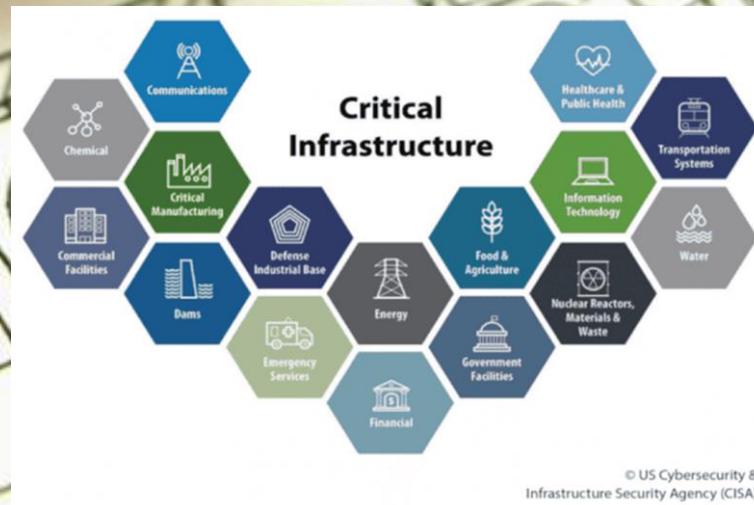 Critical
Infrastructure
Communications
Healthcare &
Public Health
Chemical
Transportation
Systems
Critical
Manufacturing
Information
Technology
Commercial
Facilities
Defense
Industrial Base
Food &
Agriculture
Water
Dams
Energy
Nuclear Reactors,
Materials &
Waste
Emergency
Services
Government
Facilities
Financial
© US Cybersecurity &
Infrastructure Security Agency (CISA)